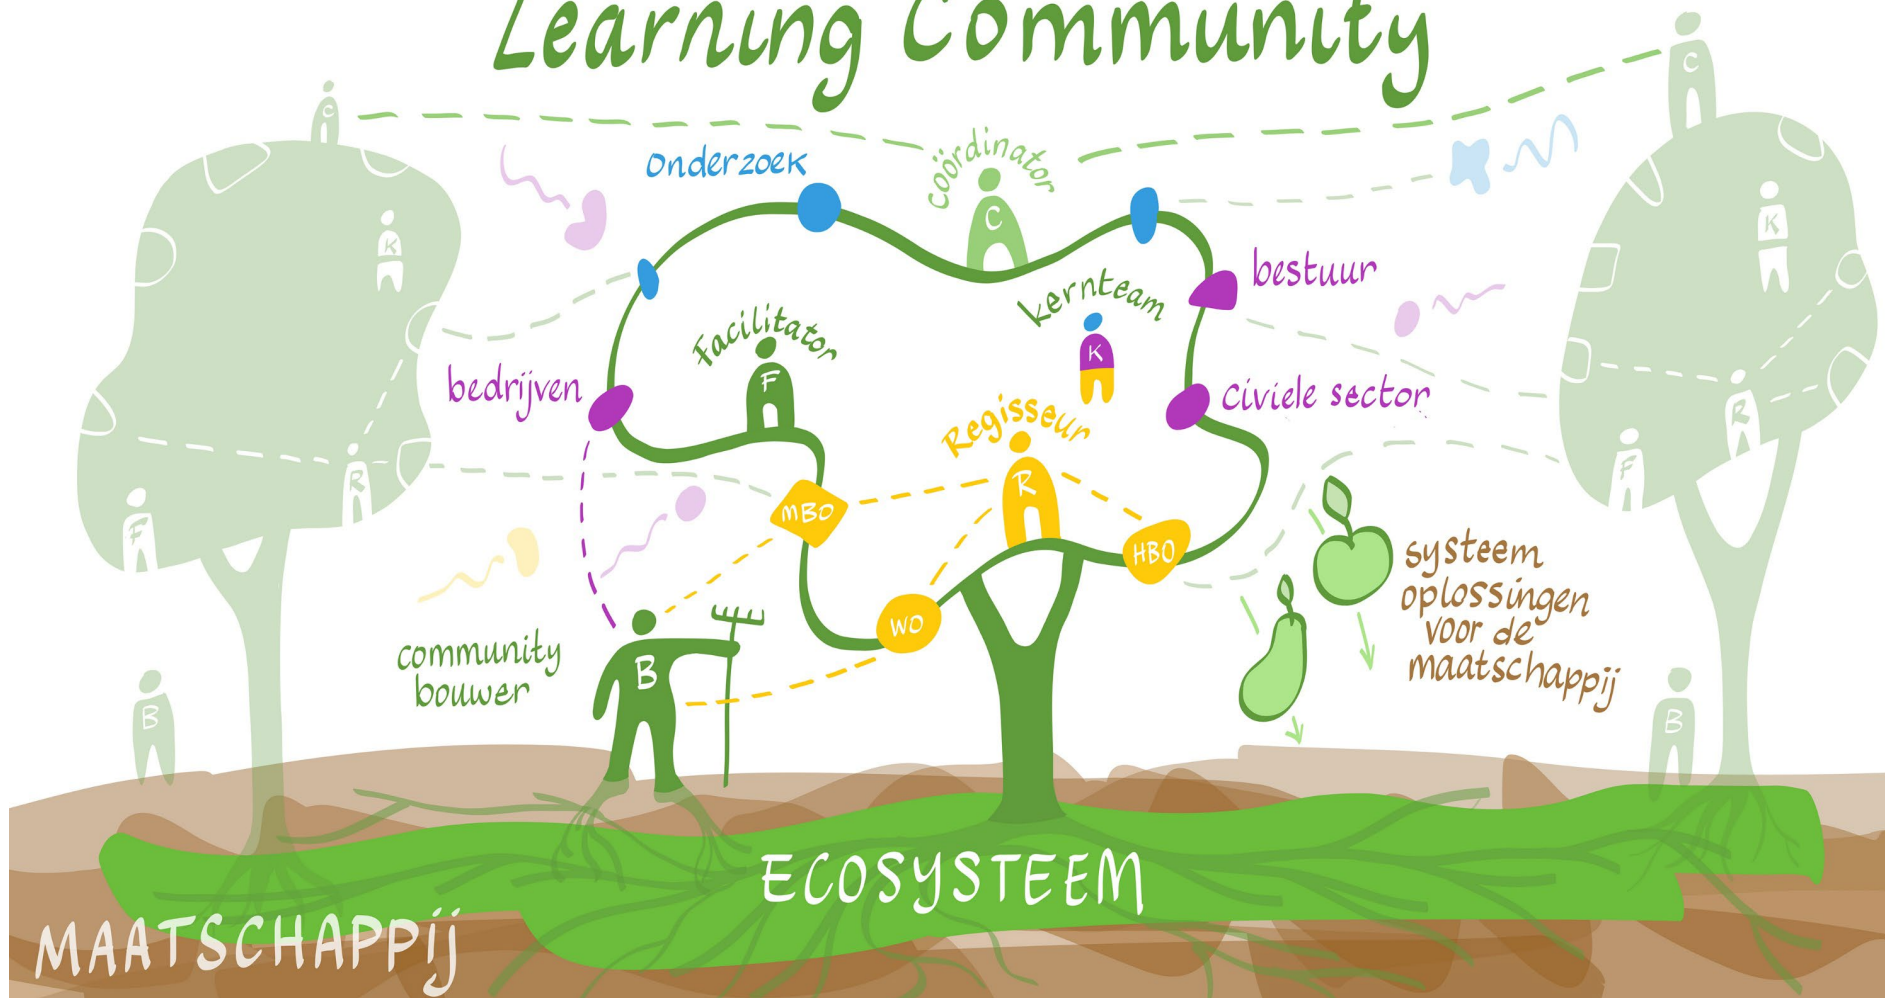 Learning Community
C
C
coördinator
C
onderzoek
K
K
bestuur
kernteam
K
Facilitator
F
bedrijven
civiele sector
Regisseur
R
R
R
F
F
MBO
HBO
WO
systeem
oplossingen
voor de
maatschappij
community
bouwer
B
B
B
ECOSYSTEEM
MAATSCHAPPIJ